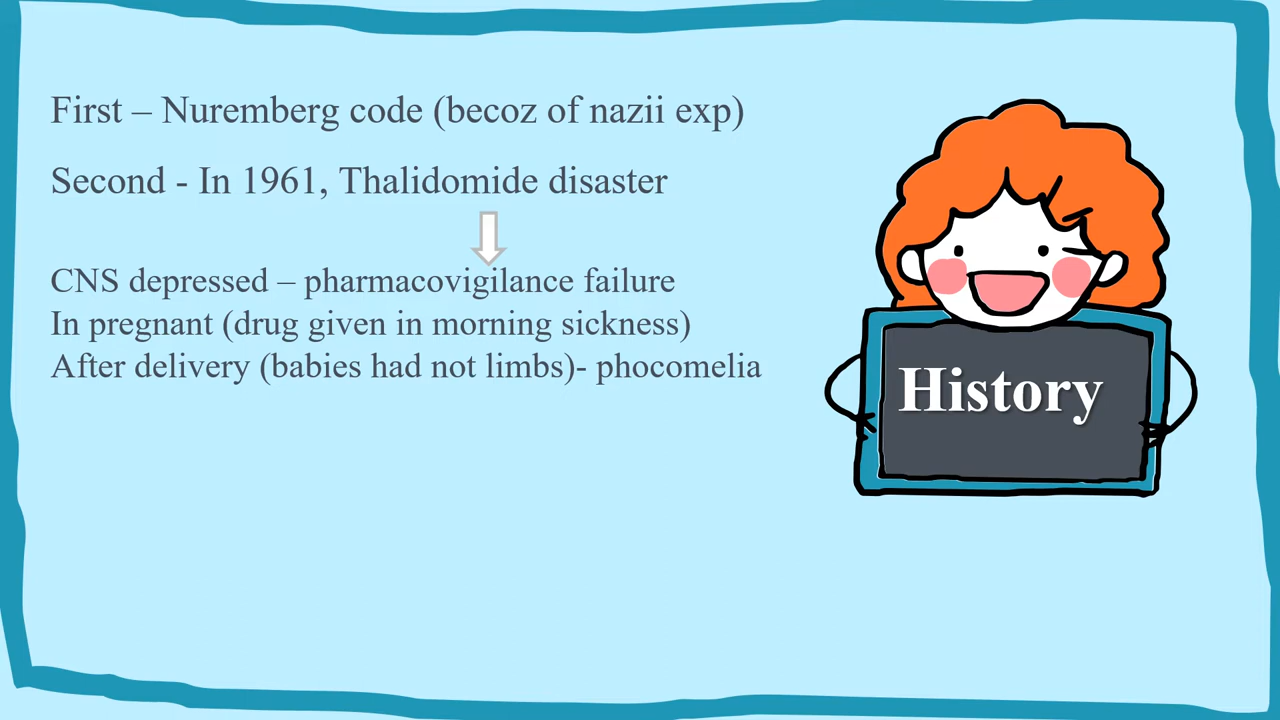 First – Nuremberg code (becoz of nazii exp)
Second - In 1961, Thalidomide disaster
CNS depressed – pharmacovigilance failure
In pregnant (drug given in morning sickness)
After delivery (babies had not limbs)- phocomelia
History